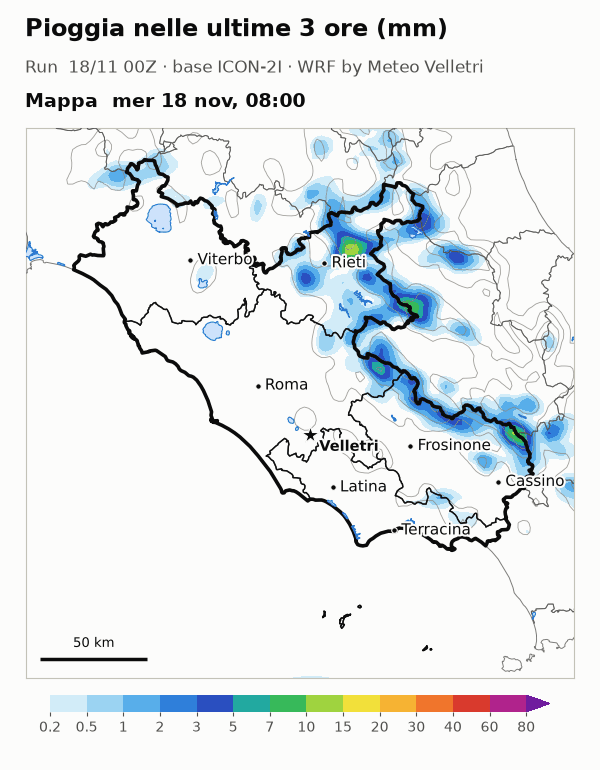 Pioggia nelle ultime 3 ore (mm)
Run 18/11 00Z · base ICON-2I · WRF by Meteo Velletri
Mappa mer 18 nov, 08:00
Viterbo
Rieti
Roma
Velletri
Frosinone
Latina
Cassino
Terracina
50 km
0.2 0.5 1 2 3 5 7 10 15 20 30 40 60 80